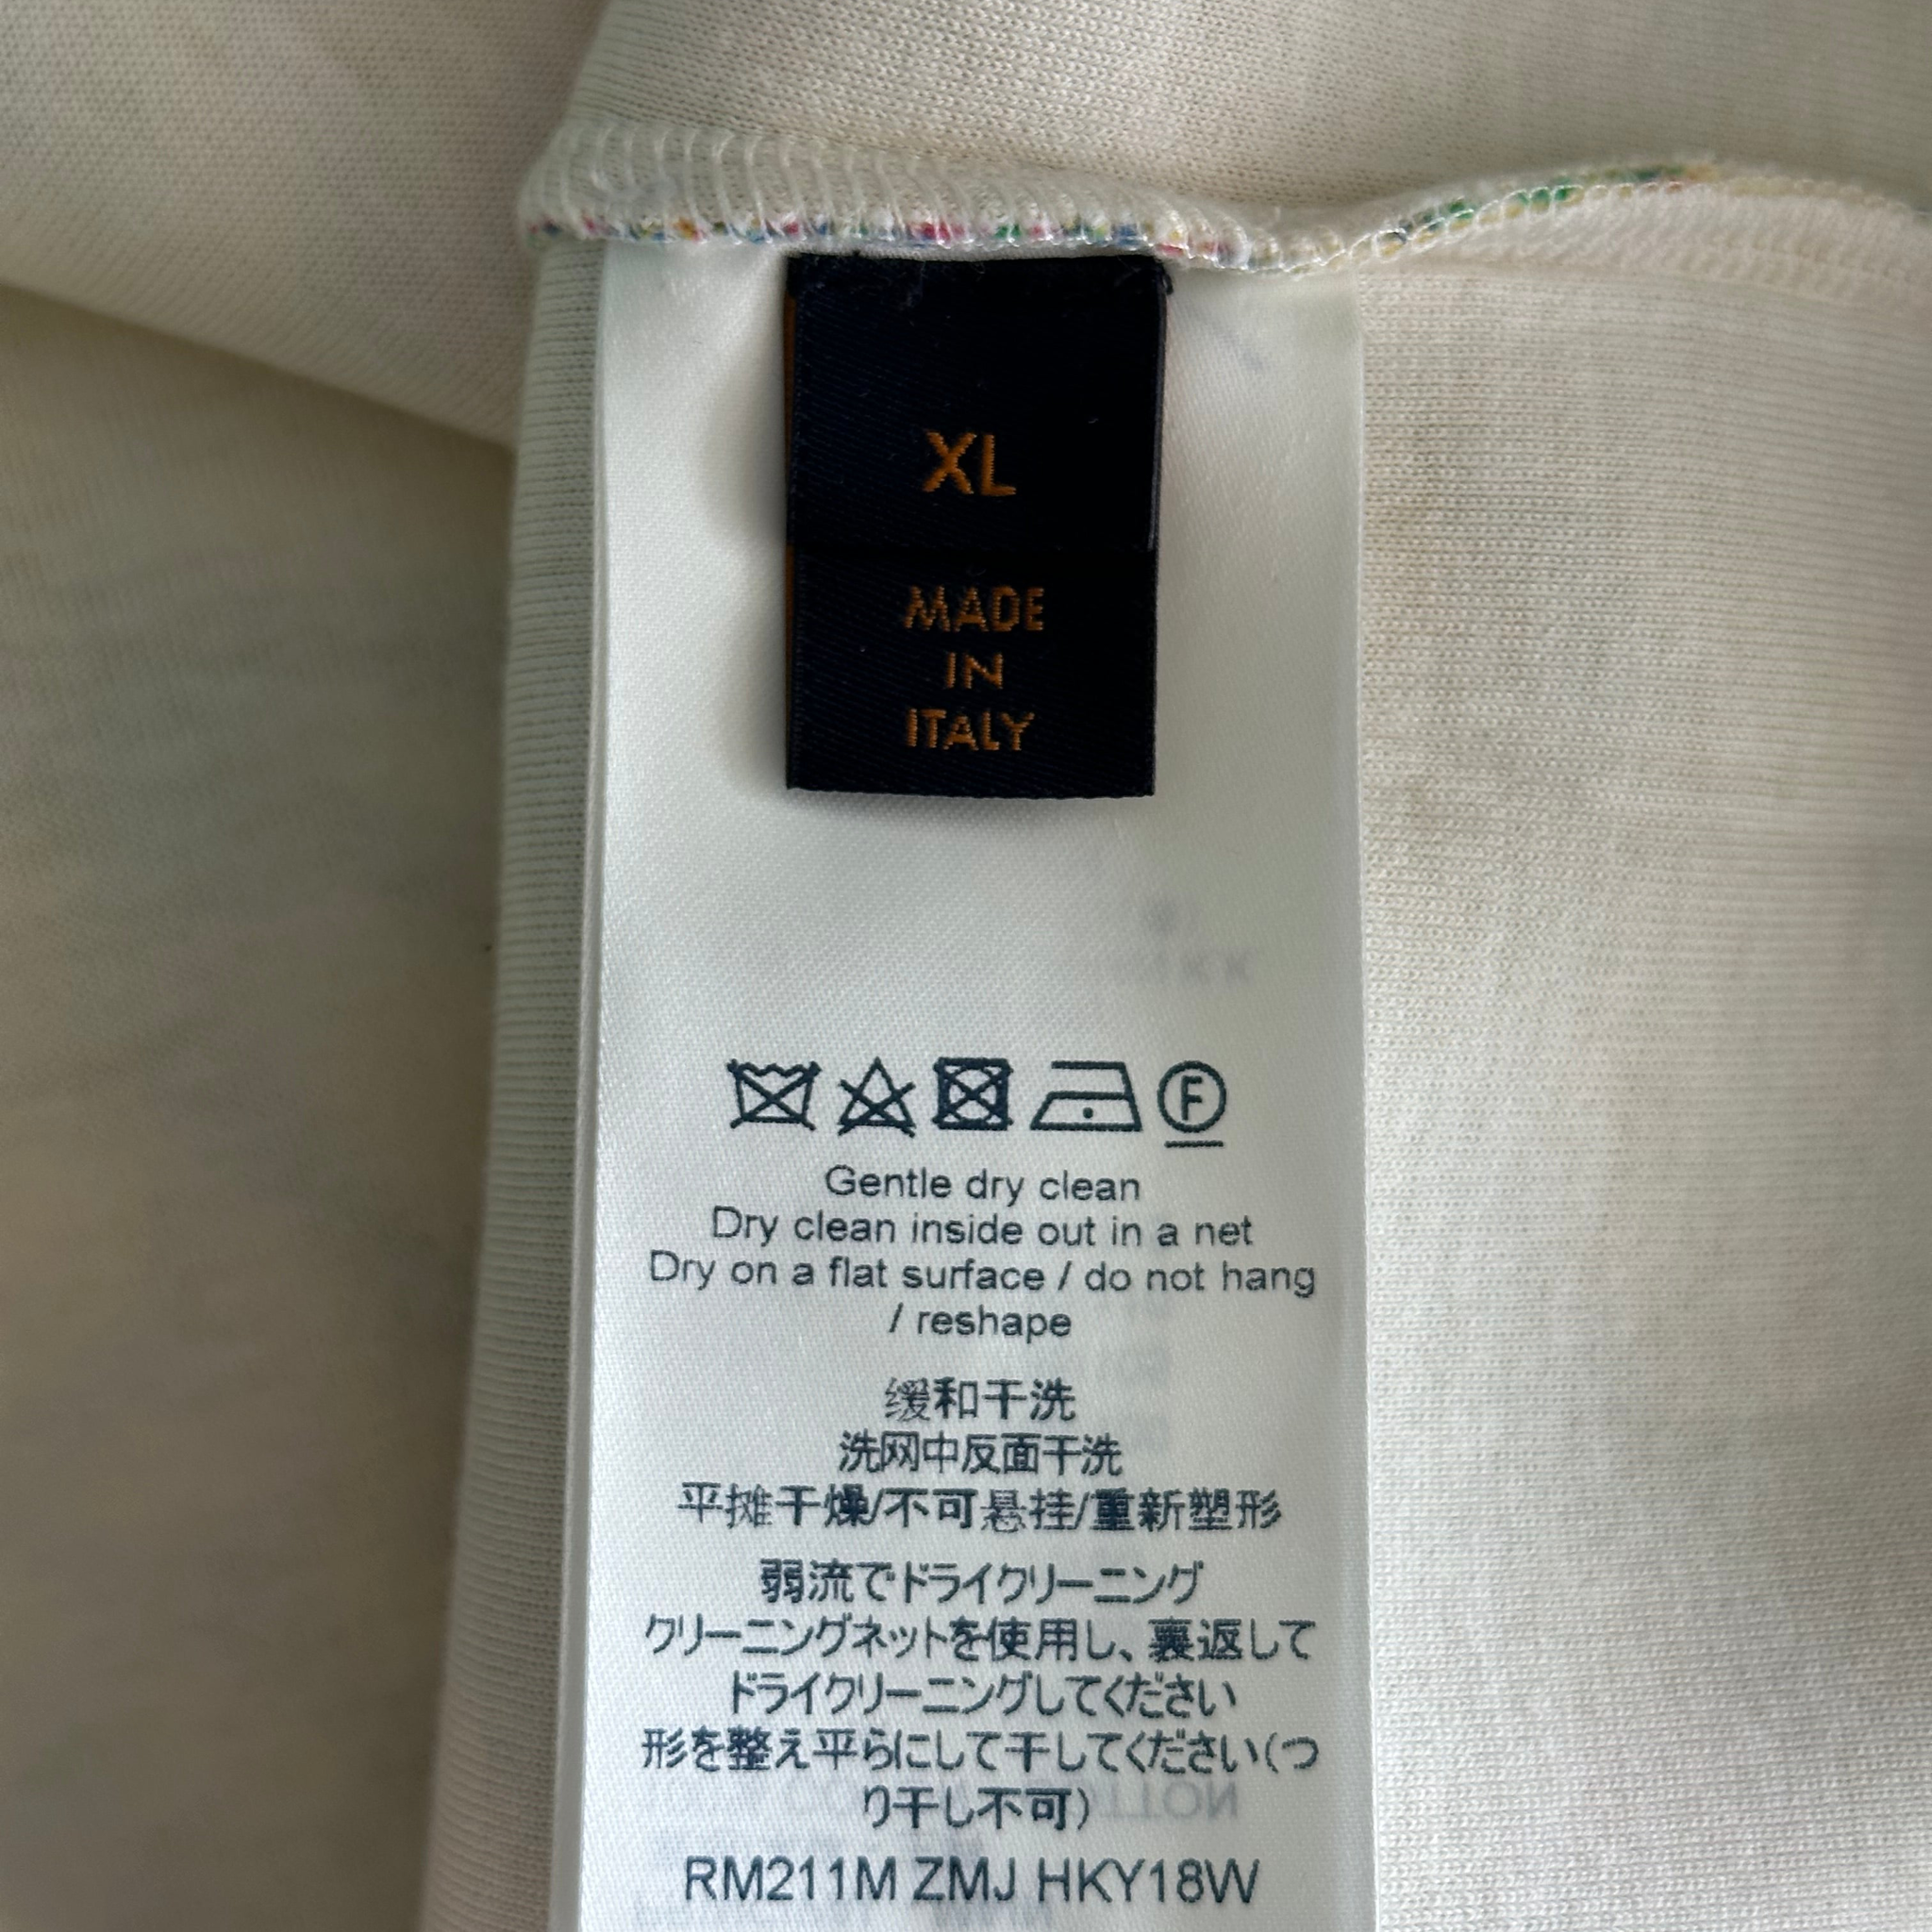 XL
MADE
IN
ITALY
F
Gentle dry clean
Dry clean inside out in a net
Dry on a flat surface / do not hang
/ reshape
缓和干洗
洗网中反面干洗
平摊干燥/不可悬挂/重新塑形
弱流でドライクリーニング
クリーニングネットを使用し、裏返して
ドライクリーニングしてください
形を整え平らにして干してください(つ
り干し不可)
RM211M ZMJ HKY18W